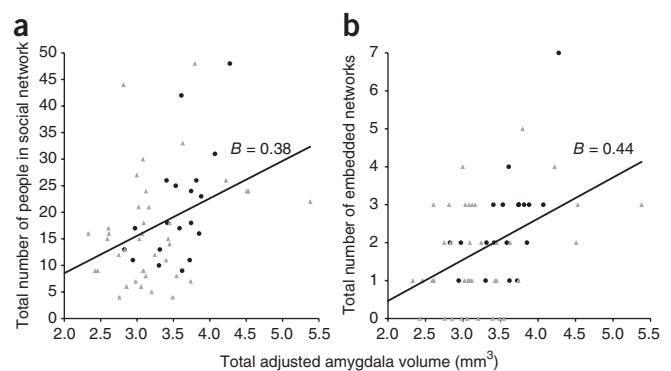 a
Total number of people in social network
50
45
40
35
30
25
20
15
10
5
0
B = 0.38
2.0 2.5 3.0 3.5 4.0 4.5 5.0 5.5
b
Total number of embedded networks
7
6
5
4
3
2
1
0
B = 0.44
2.0 2.5 3.0 3.5 4.0 4.5 5.0 5.5
Total adjusted amygdala volume (mm³)